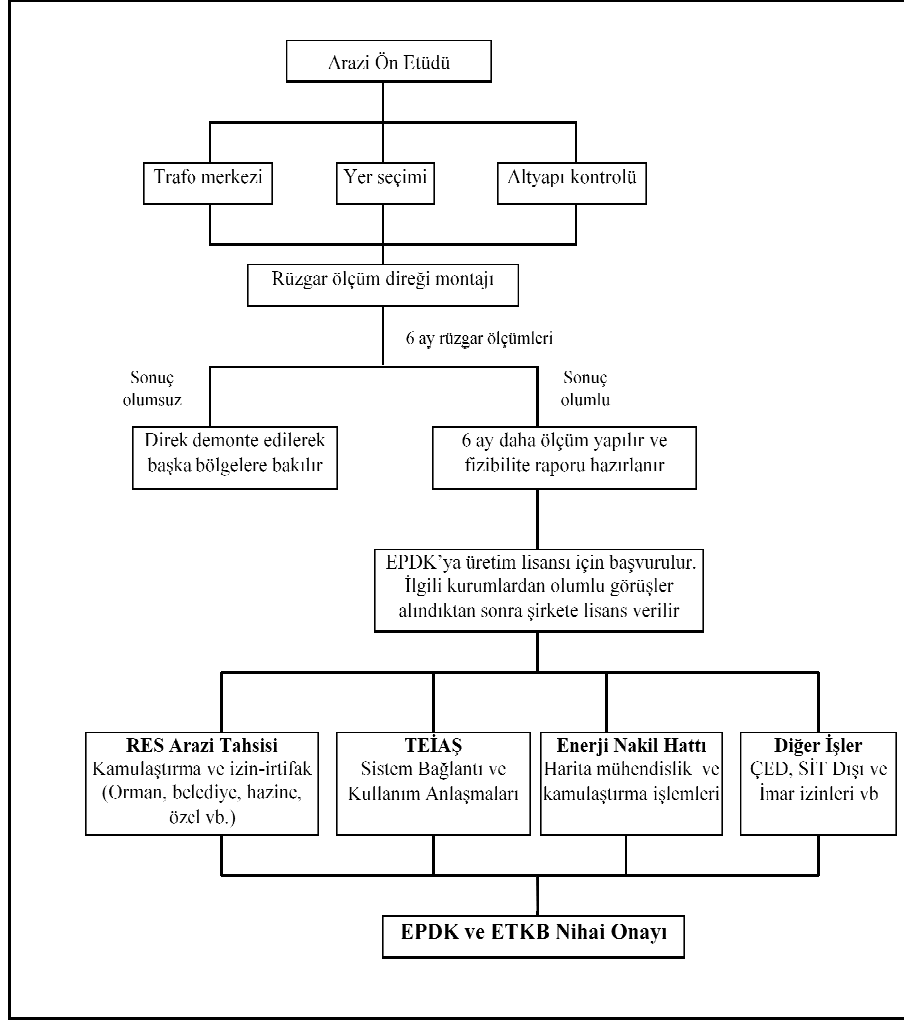 Arazi Ön Etüdü
Trafo merkezi
Yer seçimi
Altyapı kontrolü
Rüzgar ölçüm direği montajı
6 ay rüzgar ölçümleri
Sonuç
olumsuz
Sonuç
olumlu
Direk demonte edilerek
başka bölgelere bakılır
6 ay daha ölçüm yapılır ve
fizibilite raporu hazırlanır
EPDK’ya üretim lisansı için başvurulur.
İlgili kurumlardan olumlu görüşler
alındıktan sonra şirkete lisans verilir
RES Arazi Tahsisi
Kamulaştırma ve izin-irtifak
(Orman, belediye, hazine,
özel vb.)
TEİAŞ
Sistem Bağlantı ve
Kullanım Anlaşmaları
Enerji Nakil Hattı
Harita mühendislik ve
kamulaştırma işlemleri
Diğer İşler
ÇED, SİT Dışı ve
İmar izinleri vb
EPDK ve ETKB Nihai Onayı